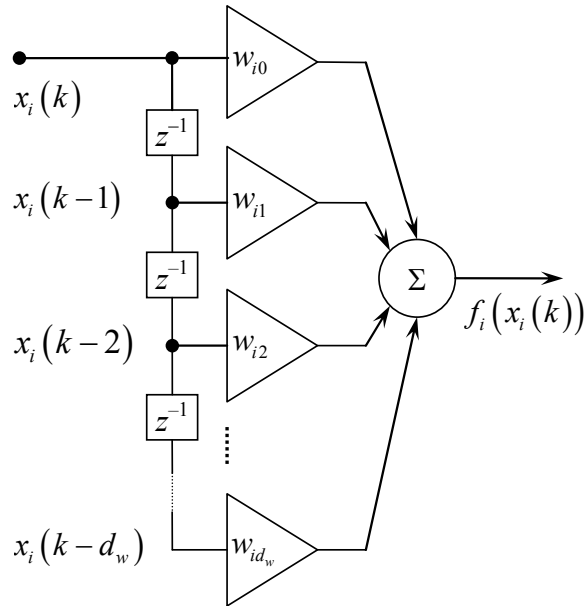 w_{i0}
x_i(k)
z^{-1}
x_i(k-1)
w_{i1}
z^{-1}
Σ
f_i(x_i(k))
x_i(k-2)
w_{i2}
z^{-1}
x_i(k-d_w)
w_{id_w}